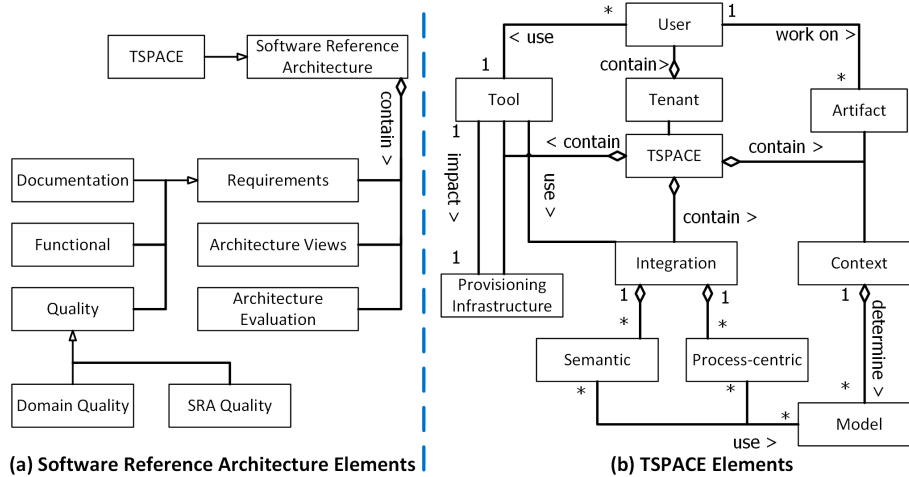 TSPACE
Software Reference
Architecture
contain >
Documentation
Requirements
Functional
Architecture Views
Quality
Architecture
Evaluation
Domain Quality
SRA Quality
(a) Software Reference Architecture Elements
*
User
1
< use
work on >
contain>
1
*
Tool
Tenant
Artifact
1
< contain
TSPACE
contain >
impact >
use >
contain >
1
Integration
Context
Provisioning
Infrastructure
1
1
1
determine >
*
*
Semantic
Process-centric
*
*
*
*
Model
use >
(b) TSPACE Elements